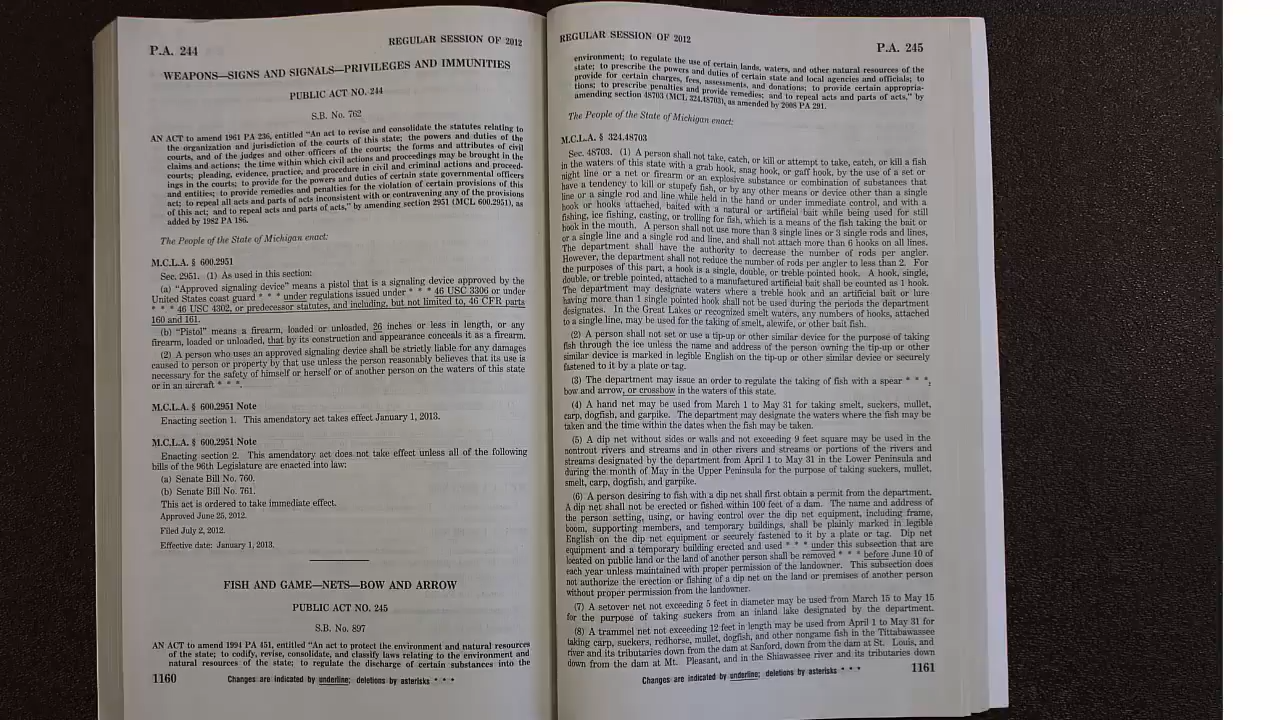 P.A. 244
REGULAR SESSION OF 2012
WEAPONS—SIGNS AND SIGNALS—PRIVILEGES AND IMMUNITIES
PUBLIC ACT NO. 244
S.B. No. 762
AN ACT to amend 1961 PA 236, entitled "An act to revise and consolidate the statutes relating to
the organization and jurisdiction of the courts of this state; the powers and duties of the
courts, and of the judges and other officers of the courts; the forms and attributes of civil
claims and actions; the time within which civil actions and proceedings may be brought in the
courts; pleading, evidence, practice, and procedure in civil and criminal actions and proceed-
ings in the courts; to provide for the powers and duties of certain state governmental officers
and entities; to provide remedies and penalties for the violation of certain provisions of this
act; to repeal all acts and parts of acts inconsistent with or contravening any of the provisions
of this act; and to repeal acts and parts of acts," by amending section 2951 (MCL 600.2951), as
added by 1982 PA 186.
The People of the State of Michigan enact:
M.C.L.A. § 600.2951
Sec. 2951. (1) As used in this section:
(a) "Approved signaling device" means a pistol that is a signaling device approved by the
United States coast guard * * * under regulations issued under * * * 46 USC 3306 or under
* * * 46 USC 4302, or predecessor statutes, and including, but not limited to, 46 CFR parts
160 and 161.
(b) "Pistol" means a firearm, loaded or unloaded, 26 inches or less in length, or any
firearm, loaded or unloaded, that by its construction and appearance conceals it as a firearm.
(2) A person who uses an approved signaling device shall be strictly liable for any damages
caused to person or property by that use unless the person reasonably believes that its use is
necessary for the safety of himself or herself or of another person on the waters of this state
or in an aircraft * * *.
M.C.L.A. § 600.2951 Note
Enacting section 1. This amendatory act takes effect January 1, 2013.
M.C.L.A. § 600.2951 Note
Enacting section 2. This amendatory act does not take effect unless all of the following
bills of the 96th Legislature are enacted into law:
(a) Senate Bill No. 760.
(b) Senate Bill No. 761.
This act is ordered to take immediate effect.
Approved June 26, 2012.
Filed July 2, 2012.
Effective date: January 1, 2013.
FISH AND GAME—NETS—BOW AND ARROW
PUBLIC ACT NO. 245
S.B. No. 897
AN ACT to amend 1994 PA 451, entitled "An act to protect the environment and natural resources
of the state; to codify, revise, consolidate, and classify laws relating to the environment and
natural resources of the state; to regulate the discharge of certain substances into the
1160
Changes are indicated by underline; deletions by asterisks * * *
REGULAR SESSION OF 2012
P.A. 245
environment; to regulate the use of certain lands, waters, and other natural resources of the
state; to prescribe the powers and duties of certain state and local agencies and officials; to
provide for certain charges, fees, assessments, and donations; to provide certain appropria-
tions; to prescribe penalties and provide remedies; and to repeal acts and parts of acts," by
amending section 48703 (MCL 324.48703), as amended by 2008 PA 291.
The People of the State of Michigan enact:
M.C.L.A. § 324.48703
Sec. 48703. (1) A person shall not take, catch, or kill or attempt to take, catch, or kill a fish
in the waters of this state with a grab hook, snag hook, or gaff hook, by the use of a set or
night line or a net or firearm or an explosive substance or combination of substances that
have a tendency to kill or stupefy fish, or by any other means or device other than a single
line or a single rod and line while held in the hand or under immediate control, and with a
hook or hooks attached, baited with a natural or artificial bait while being used for still
fishing, ice fishing, casting, or trolling for fish, which is a means of the fish taking the bait or
hook in the mouth. A person shall not use more than 3 single lines or 3 single rods and lines,
or a single line and a single rod and line, and shall not attach more than 6 hooks on all lines.
The department shall have the authority to decrease the number of rods per angler.
However, the department shall not reduce the number of rods per angler to less than 2. For
the purposes of this part, a hook is a single, double, or treble pointed hook. A hook, single,
double, or treble pointed, attached to a manufactured artificial bait shall be counted as 1 hook.
The department may designate waters where a treble hook and an artificial bait or lure
having more than 1 single pointed hook shall not be used during the periods the department
designates. In the Great Lakes or recognized smelt waters, any numbers of hooks, attached
to a single line, may be used for the taking of smelt, alewife, or other bait fish.
(2) A person shall not set or use a tip-up or other similar device for the purpose of taking
fish through the ice unless the name and address of the person owning the tip-up or other
similar device is marked in legible English on the tip-up or other similar device or securely
fastened to it by a plate or tag.
(3) The department may issue an order to regulate the taking of fish with a spear * * *,
bow and arrow, or crossbow in the waters of this state.
(4) A hand net may be used from March 1 to May 31 for taking smelt, suckers, mullet,
carp, dogfish, and garpike. The department may designate the waters where the fish may be
taken and the time within the dates when the fish may be taken.
(5) A dip net without sides or walls and not exceeding 9 feet square may be used in the
nontrout rivers and streams and in other rivers and streams or portions of the rivers and
streams designated by the department from April 1 to May 31 in the Lower Peninsula and
during the month of May in the Upper Peninsula for the purpose of taking suckers, mullet,
smelt, carp, dogfish, and garpike.
(6) A person desiring to fish with a dip net shall first obtain a permit from the department.
A dip net shall not be erected or fished within 100 feet of a dam. The name and address of
the person setting, using, or having control over the dip net equipment, including frame,
boom, supporting members, and temporary buildings, shall be plainly marked in legible
English on the dip net equipment or securely fastened to it by a plate or tag. Dip net
equipment and a temporary building erected and used * * * under this subsection that are
located on public land or the land of another person shall be removed * * * before June 10 of
each year unless maintained with proper permission of the landowner. This subsection does
not authorize the erection or fishing of a dip net on the land or premises of another person
without proper permission from the landowner.
(7) A setover net not exceeding 5 feet in diameter may be used from March 15 to May 15
for the purpose of taking suckers from an inland lake designated by the department.
(8) A trammel net not exceeding 12 feet in length may be used from April 1 to May 31 for
taking carp, suckers, redhorse, mullet, dogfish, and other nongame fish in the Tittabawassee
river and its tributaries down from the dam at Sanford, down from the dam at St. Louis, and
down from the dam at Mt. Pleasant, and in the Shiawassee river and its tributaries down
Changes are indicated by underline; deletions by asterisks * * *
1161